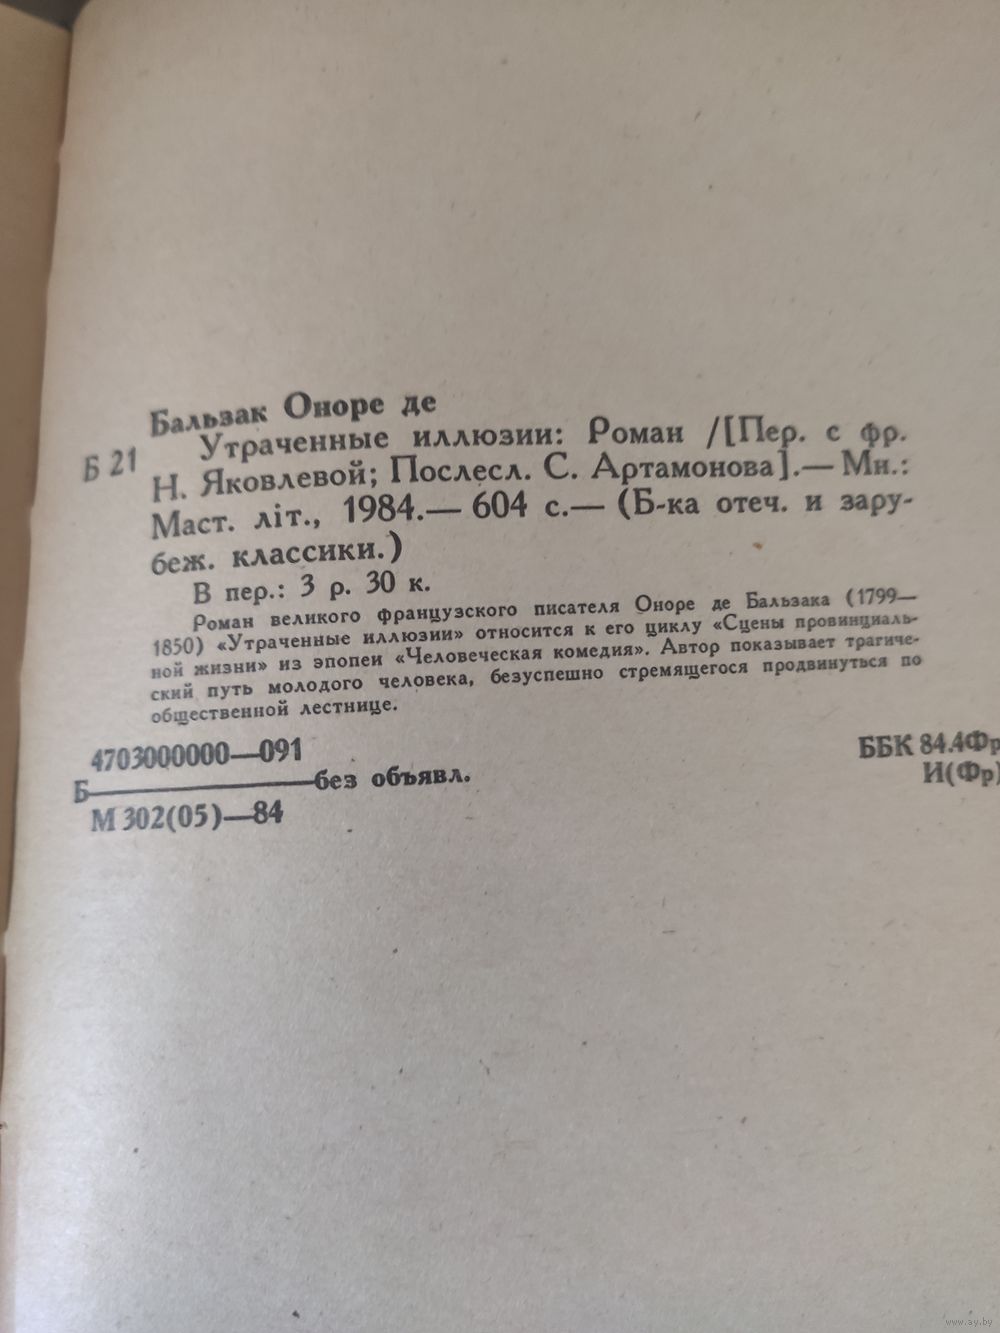 Бальзак Оноре де
Б 21
Утраченные иллюзии: Роман /[Пер. с фр.
Н. Яковлевой; Послесл. С. Артамонова].— Мн.:
Маст. літ., 1984.— 604 с.— (Б-ка отеч. и зару-
беж. классики.)
В пер.: 3 р. 30 к.
Роман великого французского писателя Оноре де Бальзака (1799—
1850) «Утраченные иллюзии» относится к его циклу «Сцены провинциаль-
ной жизни» из эпопеи «Человеческая комедия». Автор показывает трагиче-
ский путь молодого человека, безуспешно стремящегося продвинуться по
общественной лестнице.
4703000000—091
Б————без объявл.
М 302(05)—84
ББК 84.4Фр
И(Фр)
www.ay.by